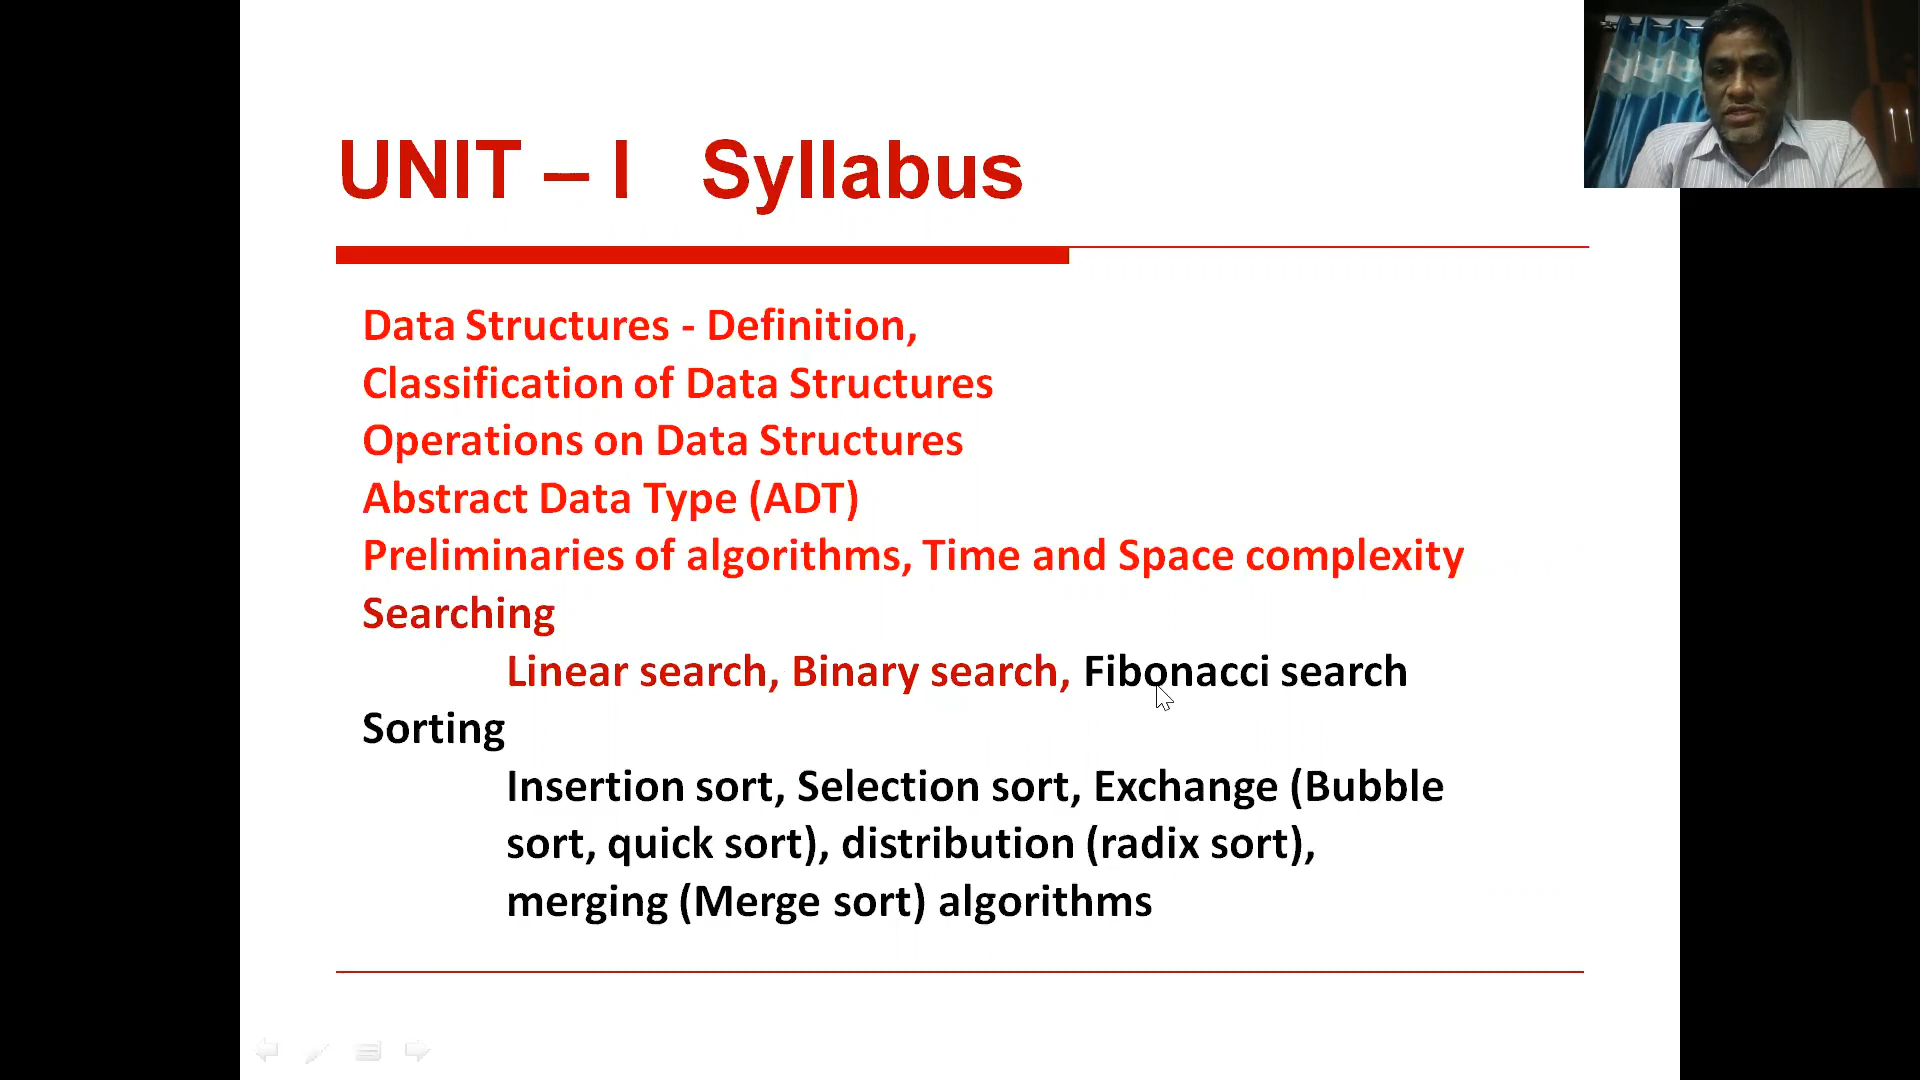 UNIT – I Syllabus
Data Structures - Definition,
Classification of Data Structures
Operations on Data Structures
Abstract Data Type (ADT)
Preliminaries of algorithms, Time and Space complexity
Searching
Linear search, Binary search, Fibonacci search
Sorting
Insertion sort, Selection sort, Exchange (Bubble
sort, quick sort), distribution (radix sort),
merging (Merge sort) algorithms